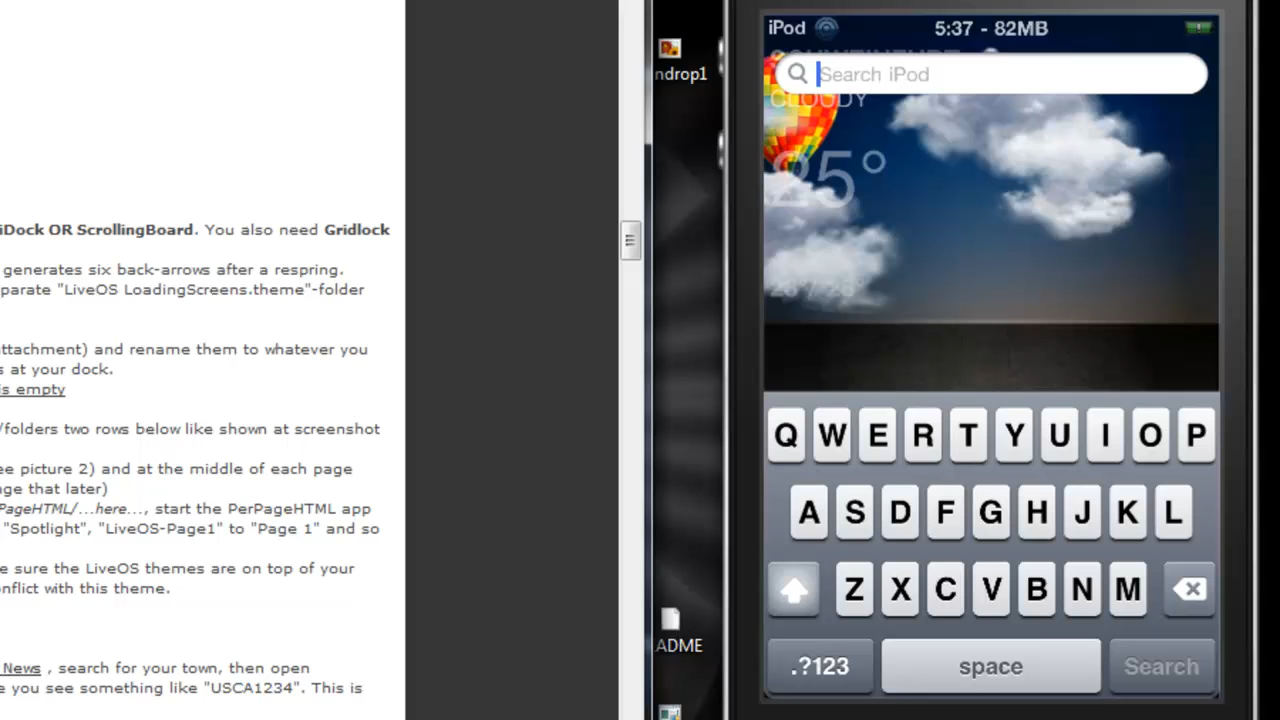 iDock OR ScrollingBoard. You also need Gridlock
generates six back-arrows after a respring.
parate "LiveOS LoadingScreens.theme"-folder
attachment) and rename them to whatever you
s at your dock.
is empty
/folders two rows below like shown at screenshot
ee picture 2) and at the middle of each page
nge that later)
PageHTML/...here..., start the PerPageHTML app
"Spotlight", "LiveOS-Page1" to "Page 1" and so
e sure the LiveOS themes are on top of your
onflict with this theme.
News , search for your town, then open
e you see something like "USCA1234". This is
ndrop1
ADME
iPod 5:37 - 82MB
Search iPod
CLOUDY
25°
Q W E R T Y U I O P
A S D F G H J K L
Z X C V B N M
.?123 space Search